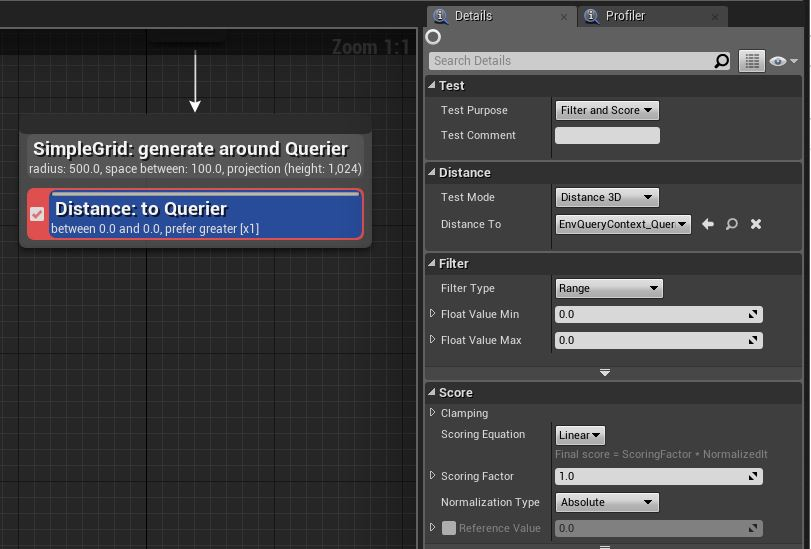 Details
Profiler
Zoom 1:1
Search Details
SimpleGrid: generate around Querier
radius: 500.0, space between: 100.0, projection (height: 1,024)
Distance: to Querier
between 0.0 and 0.0, prefer greater [x1]
Test
Test Purpose Filter and Score
Test Comment
Distance
Test Mode Distance 3D
Distance To EnvQueryContext_Quer
Filter
Filter Type Range
Float Value Min 0.0
Float Value Max 0.0
Score
Clamping
Scoring Equation Linear
Final score = ScoringFactor * NormalizedIt
Scoring Factor 1.0
Normalization Type Absolute
Reference Value 0.0